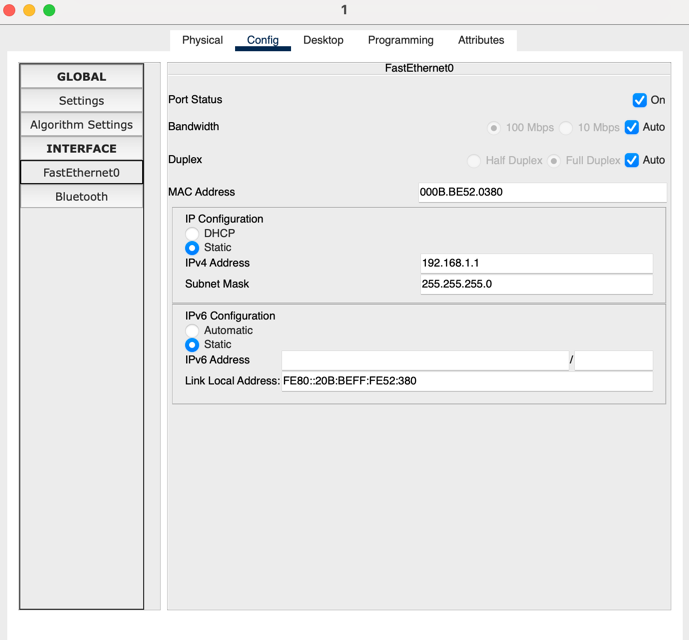 1
Physical Config Desktop Programming Attributes
GLOBAL
Settings
Algorithm Settings
INTERFACE
FastEthernet0
Bluetooth
FastEthernet0
Port Status On
Bandwidth 100 Mbps 10 Mbps Auto
Duplex Half Duplex Full Duplex Auto
MAC Address 000B.BE52.0380
IP Configuration
DHCP
Static
IPv4 Address 192.168.1.1
Subnet Mask 255.255.255.0
IPv6 Configuration
Automatic
Static
IPv6 Address /
Link Local Address: FE80::20B:BEFF:FE52:380